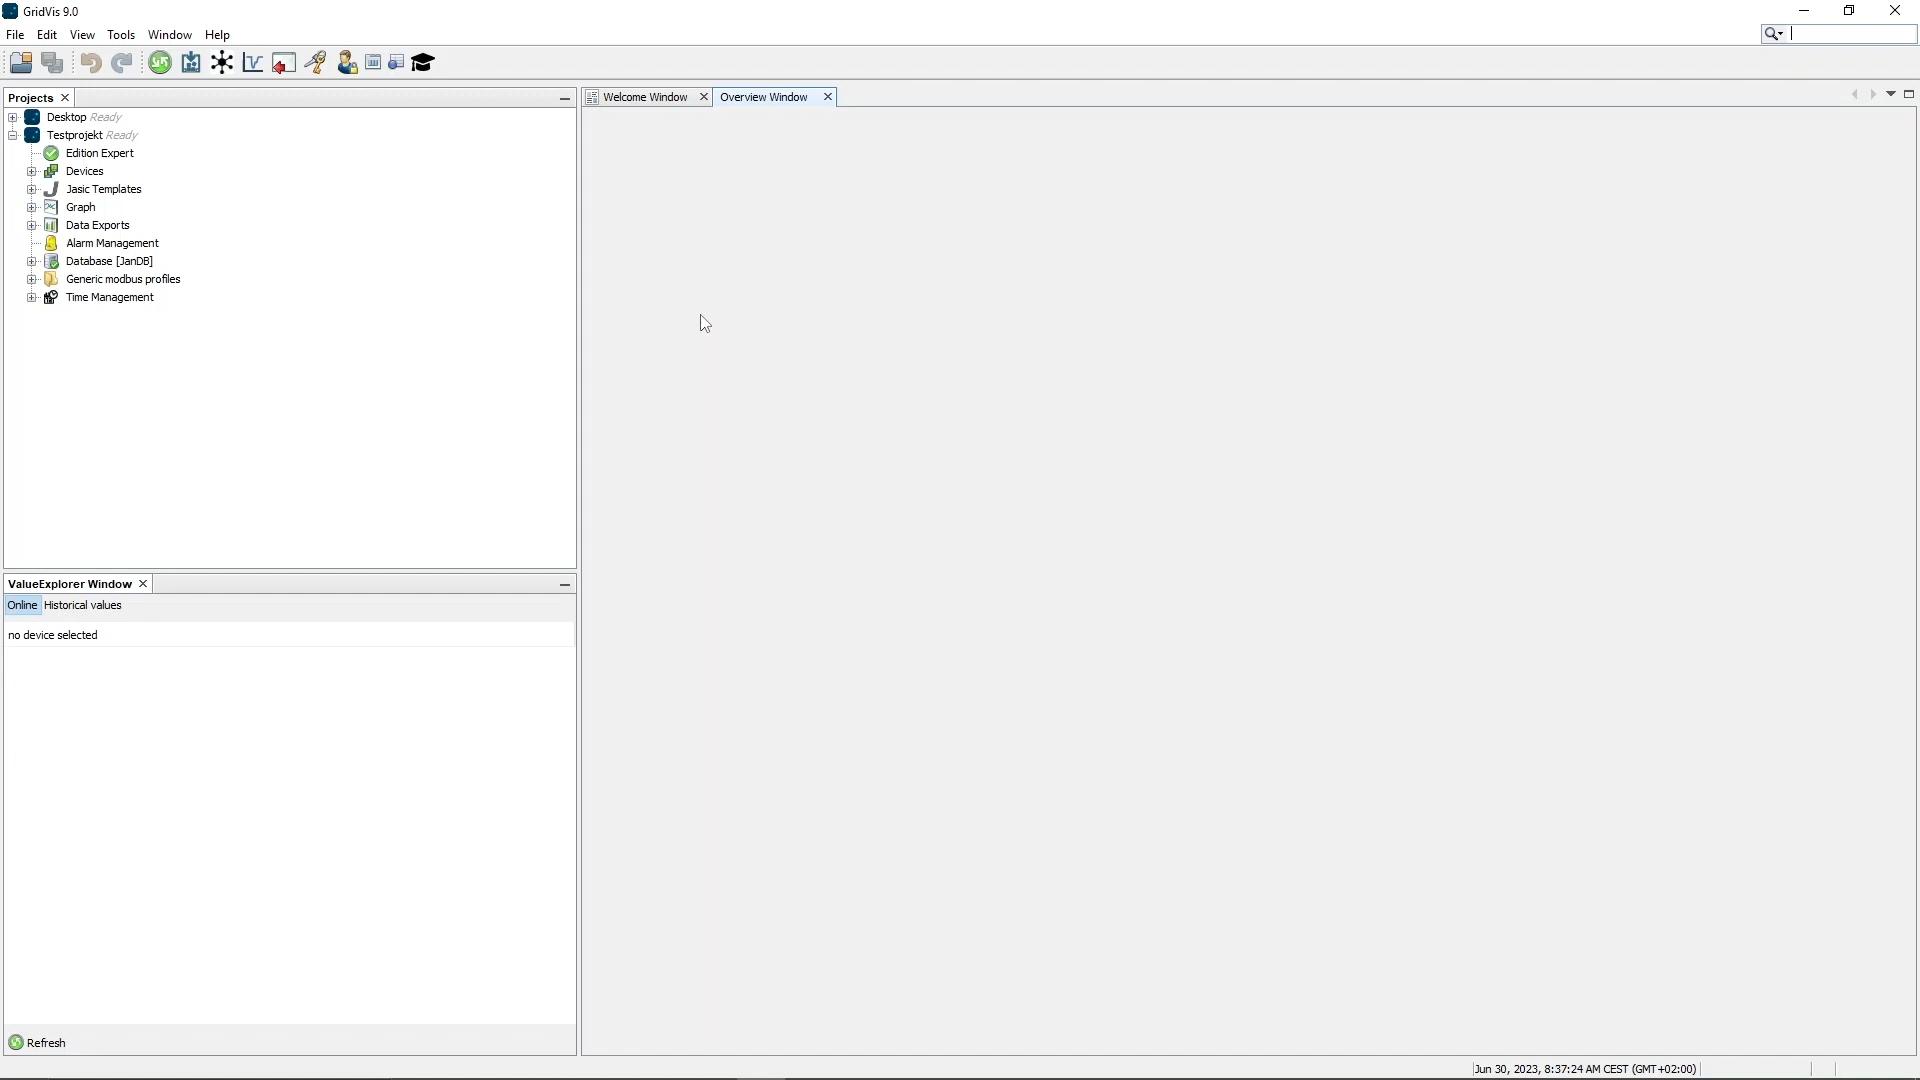 GridVis 9.0
File Edit View Tools Window Help
Projects
Desktop Ready
Testprojekt Ready
Edition Expert
Devices
Jasic Templates
Graph
Data Exports
Alarm Management
Database [JanDB]
Generic modbus profiles
Time Management
ValueExplorer Window
Online Historical values
no device selected
Refresh
Welcome Window Overview Window
Jun 30, 2023, 8:37:24 AM CEST (GMT+02:00)